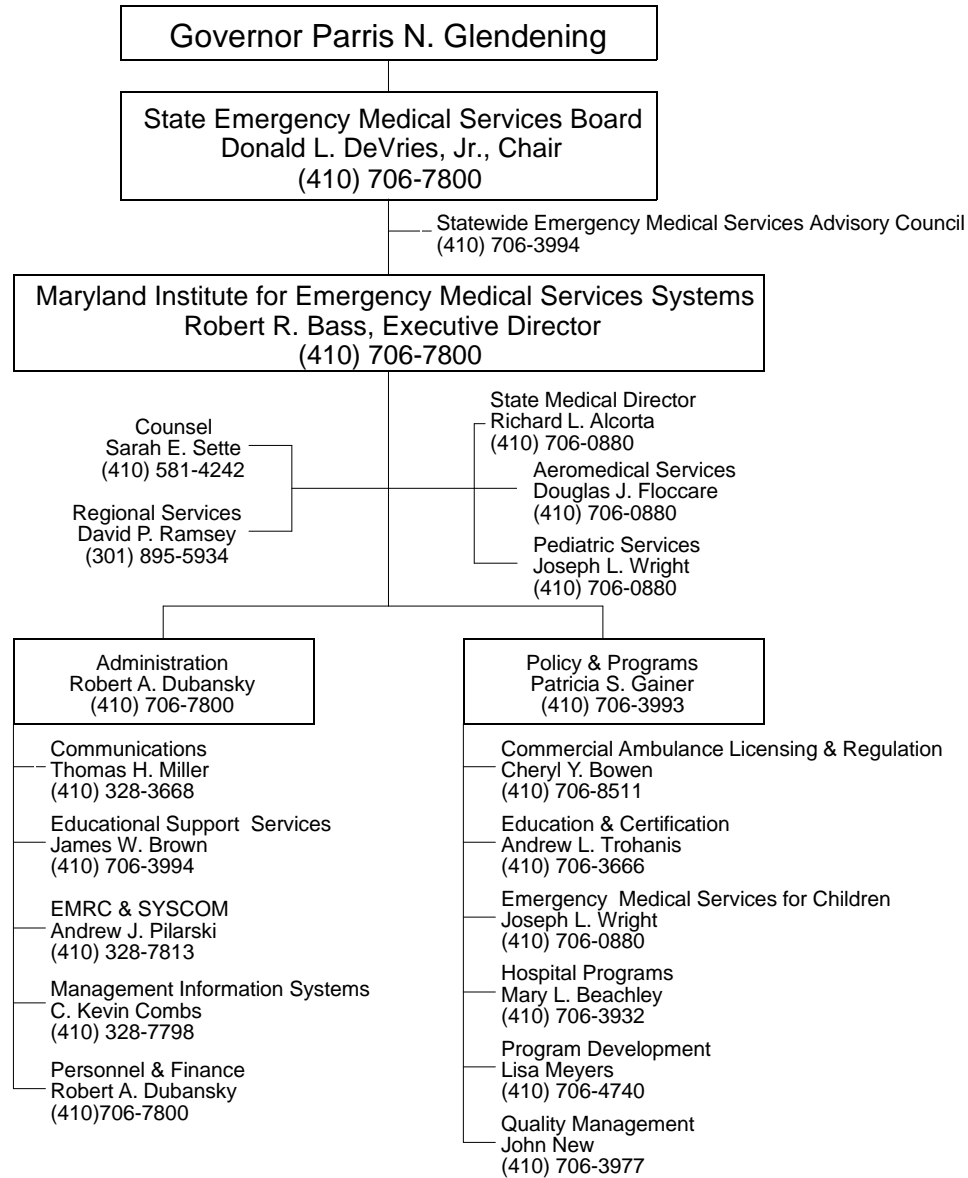 Governor Parris N. Glendening
State Emergency Medical Services Board
Donald L. DeVries, Jr., Chair
(410) 706-7800
Statewide Emergency Medical Services Advisory Council
(410) 706-3994
Maryland Institute for Emergency Medical Services Systems
Robert R. Bass, Executive Director
(410) 706-7800
Counsel
Sarah E. Sette
(410) 581-4242
Regional Services
David P. Ramsey
(301) 895-5934
State Medical Director
Richard L. Alcorta
(410) 706-0880
Aeromedical Services
Douglas J. Floccare
(410) 706-0880
Pediatric Services
Joseph L. Wright
(410) 706-0880
Administration
Robert A. Dubansky
(410) 706-7800
Communications
Thomas H. Miller
(410) 328-3668
Educational Support Services
James W. Brown
(410) 706-3994
EMRC & SYSCOM
Andrew J. Pilarski
(410) 328-7813
Management Information Systems
C. Kevin Combs
(410) 328-7798
Personnel & Finance
Robert A. Dubansky
(410)706-7800
Policy & Programs
Patricia S. Gainer
(410) 706-3993
Commercial Ambulance Licensing & Regulation
Cheryl Y. Bowen
(410) 706-8511
Education & Certification
Andrew L. Trohanis
(410) 706-3666
Emergency Medical Services for Children
Joseph L. Wright
(410) 706-0880
Hospital Programs
Mary L. Beachley
(410) 706-3932
Program Development
Lisa Meyers
(410) 706-4740
Quality Management
John New
(410) 706-3977